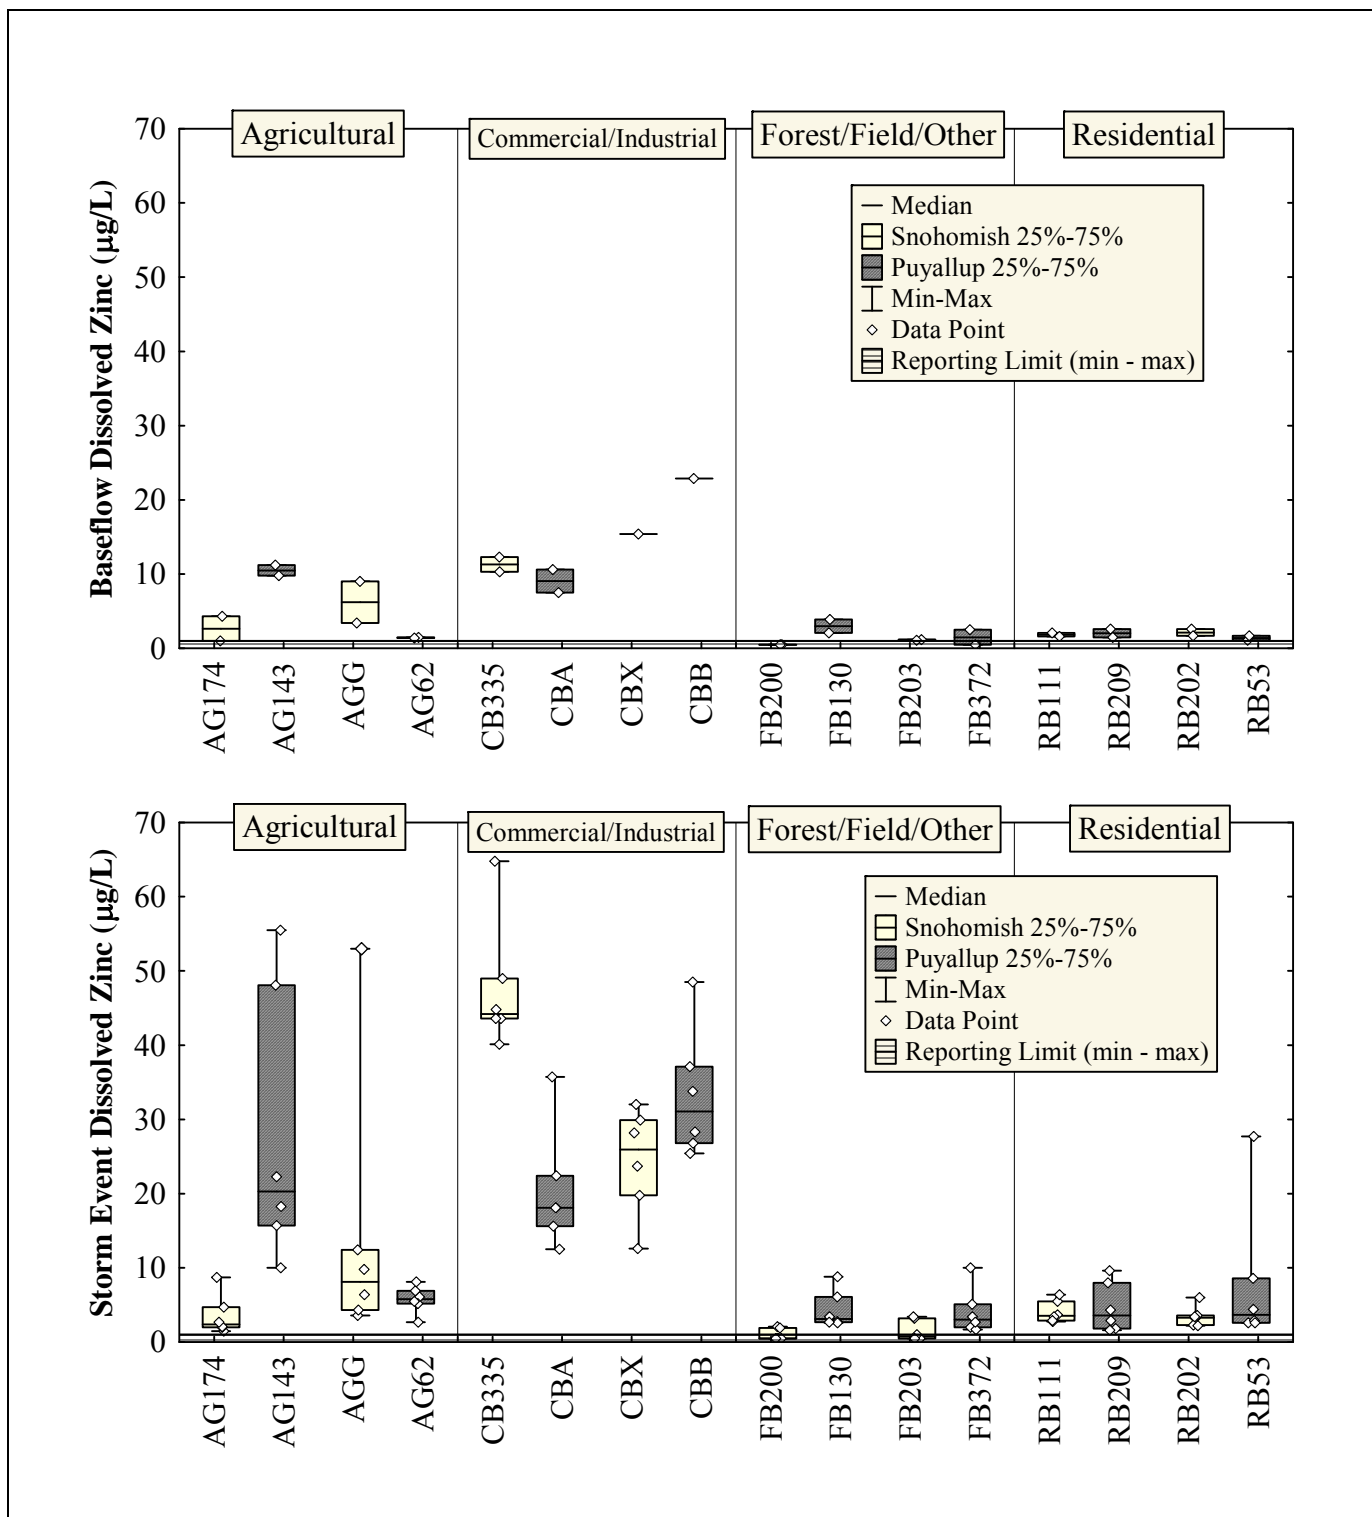 Agricultural
Commercial/Industrial
Forest/Field/Other
Residential
Baseflow Dissolved Zinc (µg/L)
70
60
50
40
30
20
10
0
Median
Snohomish 25%-75%
Puyallup 25%-75%
Min-Max
Data Point
Reporting Limit (min - max)
AG174
AG143
AGG
AG62
CB335
CBA
CBX
CBB
FB200
FB130
FB203
FB372
RB111
RB209
RB202
RB53
Agricultural
Commercial/Industrial
Forest/Field/Other
Residential
Storm Event Dissolved Zinc (µg/L)
70
60
50
40
30
20
10
0
Median
Snohomish 25%-75%
Puyallup 25%-75%
Min-Max
Data Point
Reporting Limit (min - max)
AG174
AG143
AGG
AG62
CB335
CBA
CBX
CBB
FB200
FB130
FB203
FB372
RB111
RB209
RB202
RB53